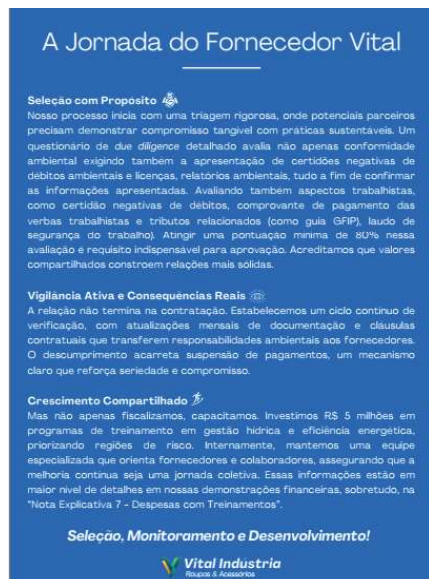 A Jornada do Fornecedor Vital
Seleção com Propósito
Nosso processo inicia com uma triagem rigorosa, onde potenciais parceiros
precisam demonstrar compromisso tangível com práticas sustentáveis. Um
questionário de due diligence detalhado avalia não apenas conformidade
ambiental exigindo também a apresentação de certidões negativas de
débitos ambientais e licenças, relatórios ambientais, tudo a fim de confirmar
as informações apresentadas. Avaliando também aspectos trabalhistas,
como certidão negativas de débitos, comprovante de pagamento das
verbas trabalhistas e tributos relacionados (como guia GFIP), laudo de
segurança do trabalho). Atingir uma pontuação mínima de 80% nessa
avaliação é requisito indispensável para aprovação. Acreditamos que valores
compartilhados constroem relações mais sólidas.
Vigilância Ativa e Consequências Reais
A relação não termina na contratação. Estabelecemos um ciclo contínuo de
verificação, com atualizações mensais de documentação e cláusulas
contratuais que transferem responsabilidades ambientais aos fornecedores.
O descumprimento acarreta suspensão de pagamentos, um mecanismo
claro que reforça seriedade e compromisso.
Crescimento Compartilhado
Mas não apenas fiscalizamos, capacitamos. Investimos R$ 5 milhões em
programas de treinamento em gestão hídrica e eficiência energética,
priorizando regiões de risco. Internamente, mantemos uma equipe
especializada que orienta fornecedores e colaboradores, assegurando que a
melhoria contínua seja uma jornada coletiva. Essas informações estão em
maior nível de detalhes em nossas demonstrações financeiras, sobretudo, na
"Nota Explicativa 7 - Despesas com Treinamentos".
Seleção, Monitoramento e Desenvolvimento!
Vital Indústria
Roupas & Acessórios